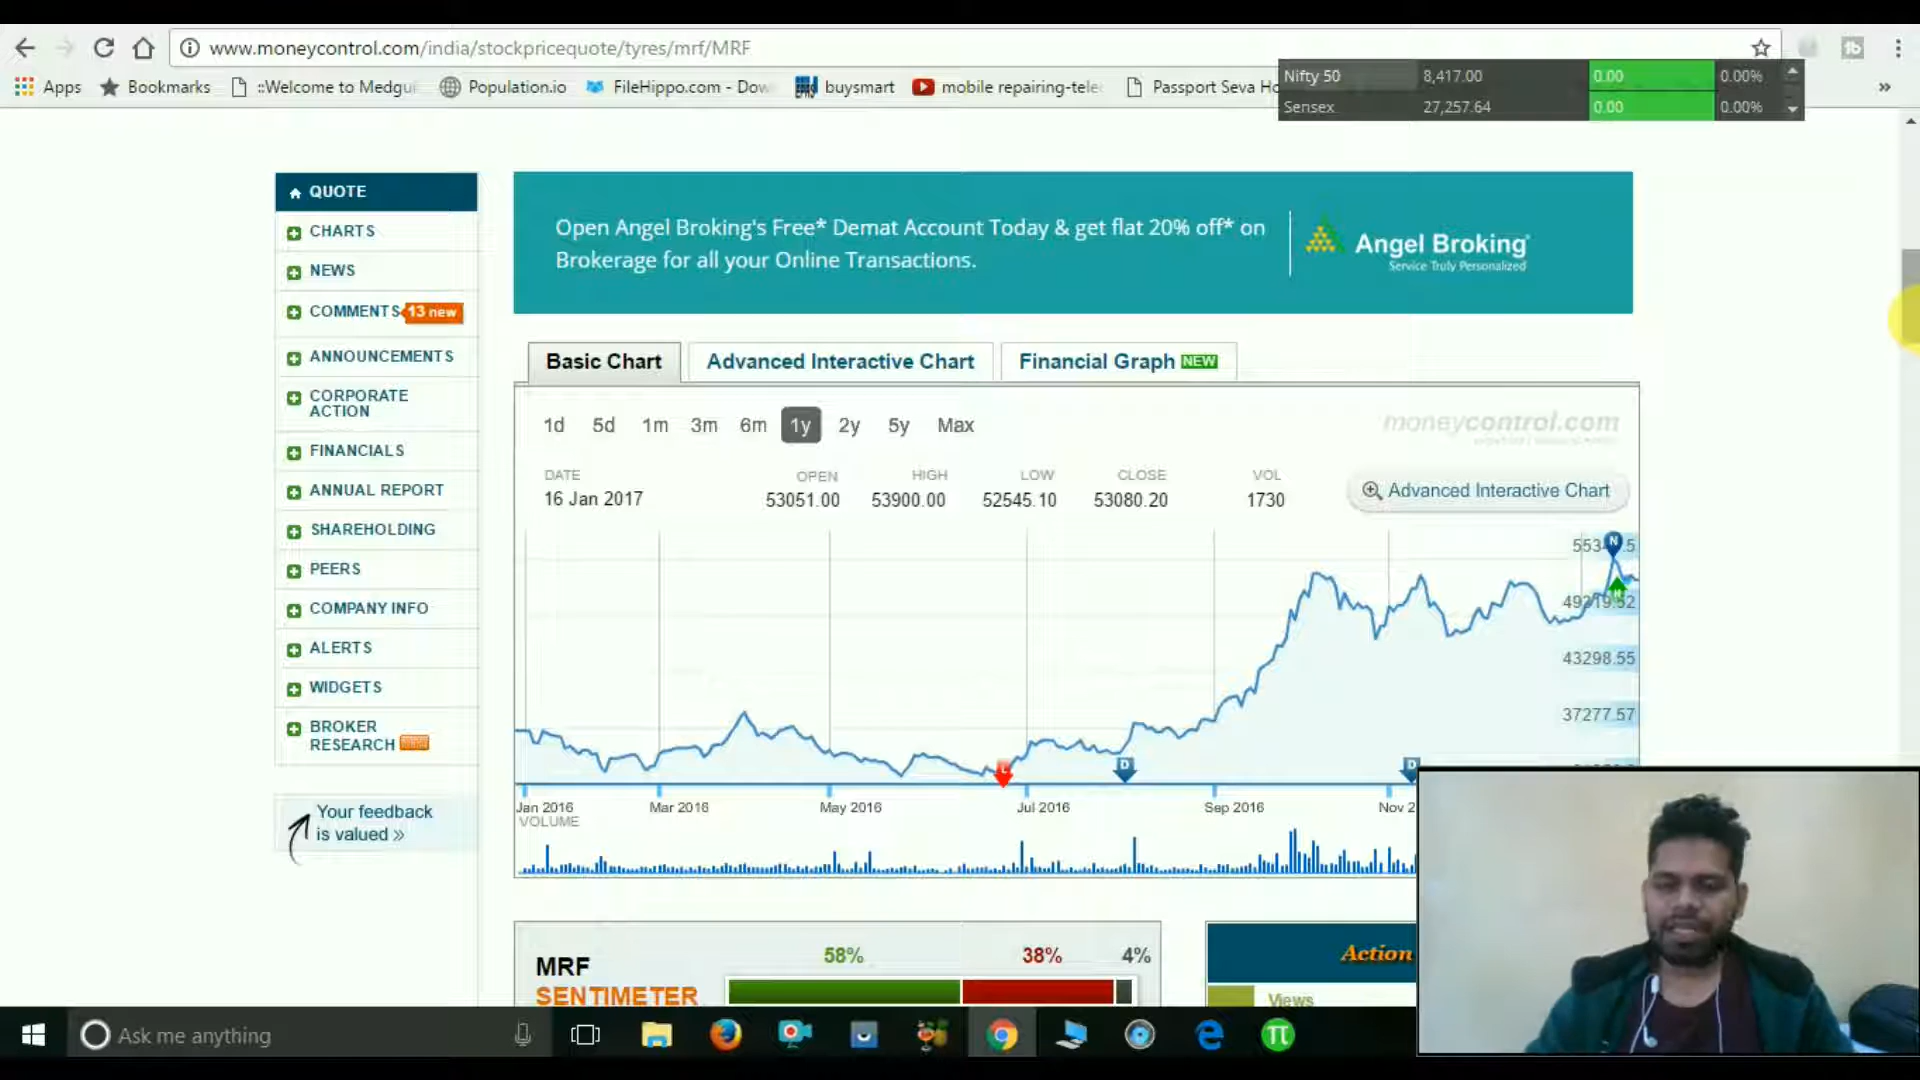 www.moneycontrol.com/india/stockpricequote/tyres/mrf/MRF
Apps
Bookmarks
::Welcome to Medgu
Population.io
FileHippo.com - Dow
buysmart
mobile repairing-tele
Passport Seva Ho
»
Nifty 50 8,417.00 0.00 0.00%
Sensex 27,257.64 0.00 0.00%
QUOTE
CHARTS
NEWS
COMMENTS 13 new
ANNOUNCEMENTS
CORPORATE
ACTION
FINANCIALS
ANNUAL REPORT
SHAREHOLDING
PEERS
COMPANY INFO
ALERTS
WIDGETS
BROKER
RESEARCH
Your feedback
is valued »
Open Angel Broking's Free* Demat Account Today & get flat 20% off* on
Brokerage for all your Online Transactions.
Angel Broking
Service Truly Personalized
Basic Chart
Advanced Interactive Chart
Financial Graph NEW
1d 5d 1m 3m 6m 1y 2y 5y Max
moneycontrol.com
DATE OPEN HIGH LOW CLOSE VOL
16 Jan 2017 53051.00 53900.00 52545.10 53080.20 1730
Advanced Interactive Chart
N
49319.52
43298.55
37277.57
L
D
D
Jan 2016 Mar 2016 May 2016 Jul 2016 Sep 2016 Nov 2
VOLUME
MRF
SENTIMETER
58% 38% 4%
Action
Views
Ask me anything